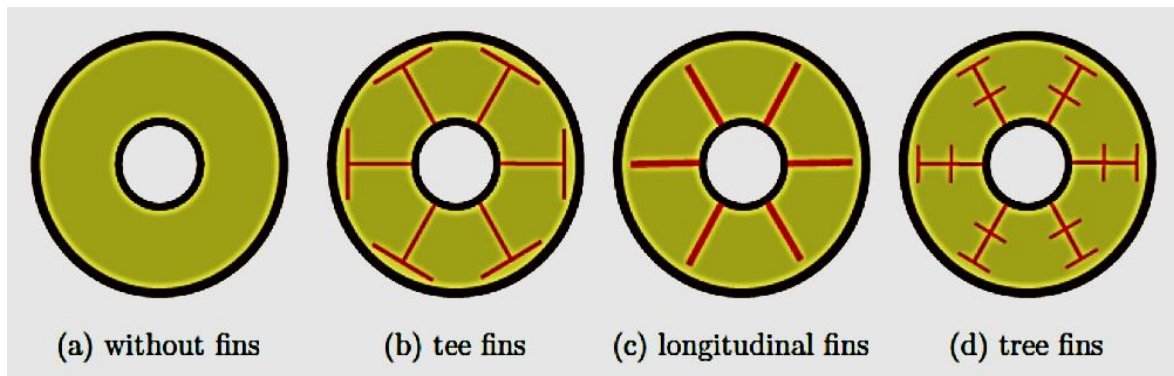 (a) without fins
(b) tee fins
(c) longitudinal fins
(d) tree fins